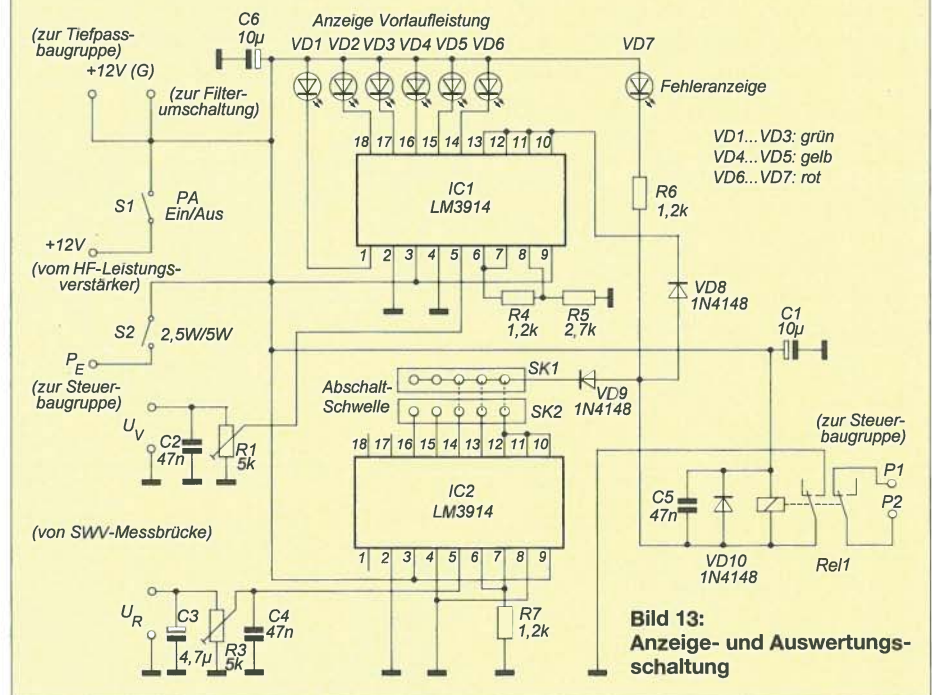 C6
10µ
Anzeige Vorlaufleistung
VD1 VD2 VD3 VD4 VD5 VD6
VD7
(zur Tiefpass-
baugruppe)
+12V (G)
(zur Filter-
umschaltung)
Fehleranzeige
VD1...VD3: grün
VD4...VD5: gelb
VD6...VD7: rot
18 17 16 15 14 13 12 11 10
IC1
LM3914
1 2 3 4 5 6 7 8 9
S1
PA
Ein/Aus
R6
1,2k
+12V
(vom HF-Leistungs-
verstärker)
VD8
1N4148
R4
1,2k
R5
2,7k
C1
10µ
S2
2,5W/5W
PE
(zur Steuer-
baugruppe)
Abschalt-
Schwelle
SK1
SK2
VD9
1N4148
UV
C2
47n
R1
5k
(zur Steuer-
baugruppe)
18 17 16 15 14 13 12 11 10
IC2
LM3914
1 2 3 4 5 6 7 8 9
P1
P2
C5
47n
VD10
1N4148
Rel1
(von SWV-Messbrücke)
UR
C3
4,7µ
R3
5k
C4
47n
R7
1,2k
Bild 13:
Anzeige- und Auswertungs-
schaltung